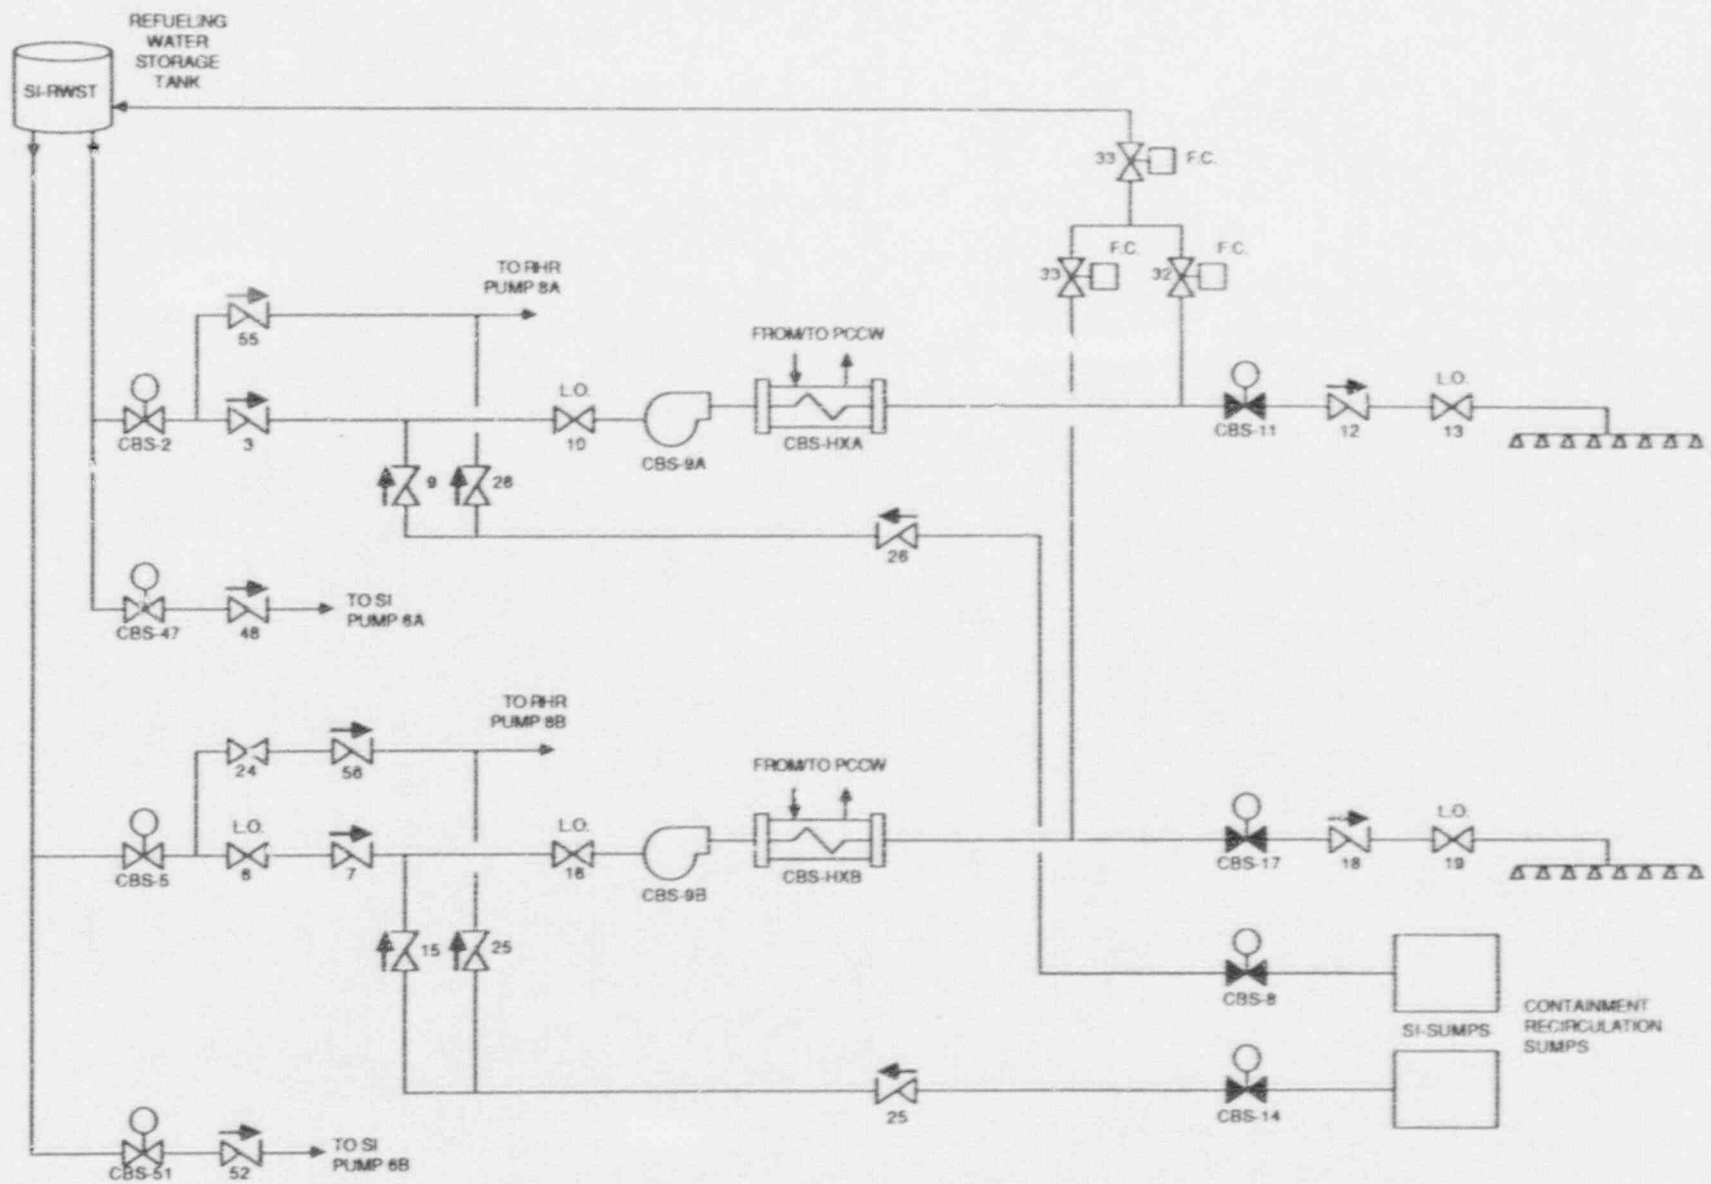 REFUELING
WATER
STORAGE
TANK
SI-RWST
33
F.C.
F.C.
F.C.
33
32
TO RHR
PUMP 8A
55
FROM/TO PCCW
L.O.
L.O.
CBS-2
3
10
CBS-9A
CBS-HXA
CBS-11
12
13
9
28
26
CBS-47
48
TO SI
PUMP 6A
TO RHR
PUMP 8B
24
56
FROM/TO PCCW
L.O.
L.O.
L.O.
CBS-5
6
7
16
CBS-9B
CBS-HXB
CBS-17
18
19
15
25
CBS-8
SI-SUMPS
CONTAINMENT
RECIRCULATION
SUMPS
25
CBS-14
CBS-51
52
TO SI
PUMP 6B